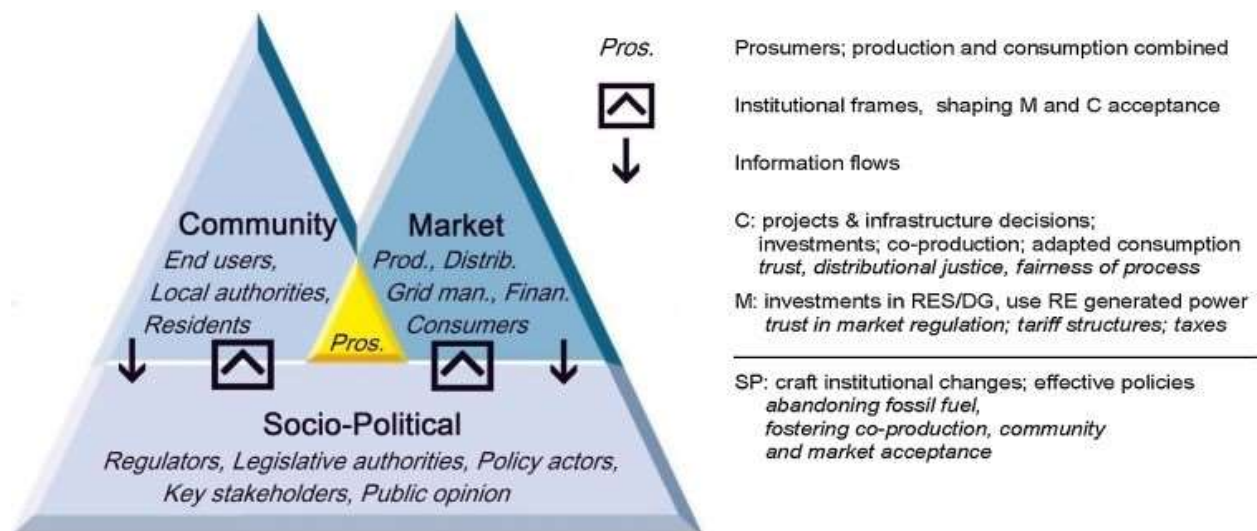 Community
End users,
Local authorities,
Residents
Market
Prod., Distrib.
Grid man., Finan.
Consumers
Pros.
Socio-Political
Regulators, Legislative authorities, Policy actors,
Key stakeholders, Public opinion
Pros. Prosumers; production and consumption combined
Institutional frames, shaping M and C acceptance
Information flows
C: projects & infrastructure decisions;
investments; co-production; adapted consumption
trust, distributional justice, fairness of process
M: investments in RES/DG, use RE generated power
trust in market regulation; tariff structures; taxes
SP: craft institutional changes; effective policies
abandoning fossil fuel,
fostering co-production, community
and market acceptance